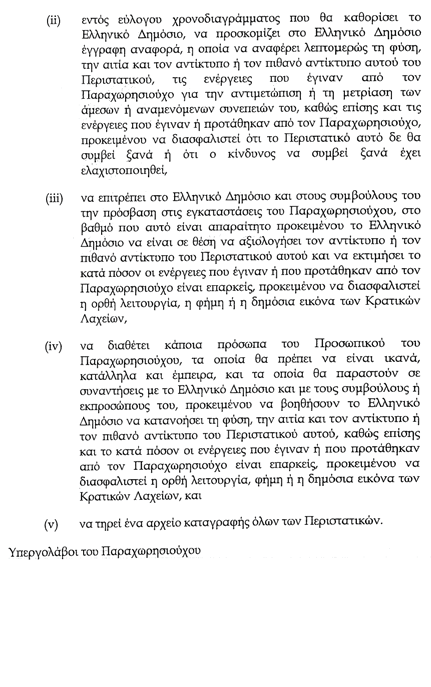 (ii) εντός εύλογου χρονοδιαγράμματος που θα καθορίσει το
Ελληνικό Δημόσιο, να προσκομίζει στο Ελληνικό Δημόσιο
έγγραφη αναφορά, η οποία να αναφέρει λεπτομερώς τη φύση,
την αιτία και τον αντίκτυπο ή τον πιθανό αντίκτυπο αυτού του
Περιστατικού, τις ενέργειες που έγιναν από τον
Παραχωρησιούχο για την αντιμετώπιση ή τη μετρίαση των
άμεσων ή αναμενόμενων συνεπειών του, καθώς επίσης και τις
ενέργειες που έγιναν ή προτάθηκαν από τον Παραχωρησιούχο,
προκειμένου να διασφαλιστεί ότι το Περιστατικό αυτό δε θα
συμβεί ξανά ή ότι ο κίνδυνος να συμβεί ξανά έχει
ελαχιστοποιηθεί,
(iii) να επιτρέπει στο Ελληνικό Δημόσιο και στους συμβούλους του
την πρόσβαση στις εγκαταστάσεις του Παραχωρησιούχου, στο
βαθμό που αυτό είναι απαραίτητο προκειμένου το Ελληνικό
Δημόσιο να είναι σε θέση να αξιολογήσει τον αντίκτυπο ή τον
πιθανό αντίκτυπο του Περιστατικού αυτού και να εκτιμήσει το
κατά πόσον οι ενέργειες που έγιναν ή που προτάθηκαν από τον
Παραχωρησιούχο είναι επαρκείς, προκειμένου να διασφαλιστεί
η ορθή λειτουργία, η φήμη ή η δημόσια εικόνα των Κρατικών
Λαχείων,
(iv) να διαθέτει κάποια πρόσωπα του Προσωπικού του
Παραχωρησιούχου, τα οποία θα πρέπει να είναι ικανά,
κατάλληλα και έμπειρα, και τα οποία θα παραστούν σε
συναντήσεις με το Ελληνικό Δημόσιο και με τους συμβούλους ή
εκπροσώπους του, προκειμένου να βοηθήσουν το Ελληνικό
Δημόσιο να κατανοήσει τη φύση, την αιτία και τον αντίκτυπο ή
τον πιθανό αντίκτυπο του Περιστατικού αυτού, καθώς επίσης
και το κατά πόσον οι ενέργειες που έγιναν ή που προτάθηκαν
από τον Παραχωρησιούχο είναι επαρκείς, προκειμένου να
διασφαλιστεί η ορθή λειτουργία, φήμη ή η δημόσια εικόνα των
Κρατικών Λαχείων, και
(v) να τηρεί ένα αρχείο καταγραφής όλων των Περιστατικών.
Υπεργολάβοι του Παραχωρησιούχου